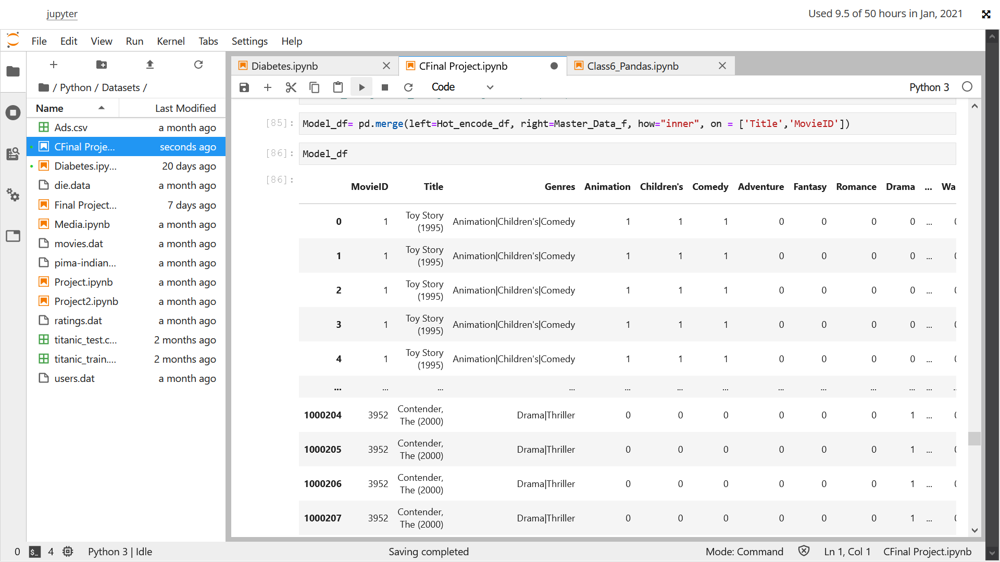 jupyter
Used 9.5 of 50 hours in Jan, 2021
File Edit View Run Kernel Tabs Settings Help
Diabetes.ipynb
CFinal Project.ipynb
Class6_Pandas.ipynb
Code
Python 3
/ Python / Datasets /
Name Last Modified
Ads.csv a month ago
CFinal Proje... seconds ago
Diabetes.ipy... 20 days ago
die.data a month ago
Final Project... 7 days ago
Media.ipynb a month ago
movies.dat a month ago
pima-indian... a month ago
Project.ipynb a month ago
Project2.ipynb a month ago
ratings.dat a month ago
titanic_test.c... 2 months ago
titanic_train.... 2 months ago
users.dat a month ago
[85]: Model_df= pd.merge(left=Hot_encode_df, right=Master_Data_f, how="inner", on = ['Title','MovieID'])
[86]: Model_df
[86]:
MovieID Title Genres Animation Children's Comedy Adventure Fantasy Romance Drama ... Wa
0 1 Toy Story (1995) Animation|Children's|Comedy 1 1 1 0 0 0 0 ... 0
1 1 Toy Story (1995) Animation|Children's|Comedy 1 1 1 0 0 0 0 ... 0
2 1 Toy Story (1995) Animation|Children's|Comedy 1 1 1 0 0 0 0 ... 0
3 1 Toy Story (1995) Animation|Children's|Comedy 1 1 1 0 0 0 0 ... 0
4 1 Toy Story (1995) Animation|Children's|Comedy 1 1 1 0 0 0 0 ... 0
... ... ... ... ... ... ... ... ... ... ... ... ...
1000204 3952 Contender, The (2000) Drama|Thriller 0 0 0 0 0 0 1 ... 0
1000205 3952 Contender, The (2000) Drama|Thriller 0 0 0 0 0 0 1 ... 0
1000206 3952 Contender, The (2000) Drama|Thriller 0 0 0 0 0 0 1 ... 0
1000207 3952 Contender, The (2000) Drama|Thriller 0 0 0 0 0 0 1 ... 0
0 $_ 4 Python 3 | Idle Saving completed Mode: Command Ln 1, Col 1 CFinal Project.ipynb